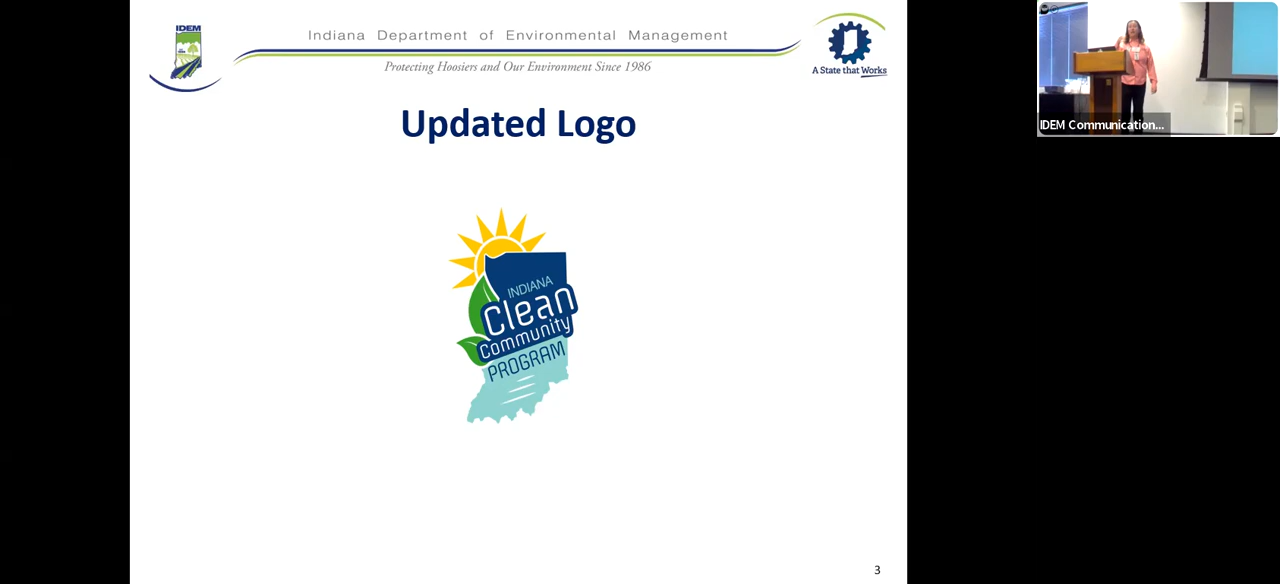 IDEM
Indiana Department of Environmental Management
Protecting Hoosiers and Our Environment Since 1986
A State that Works
Updated Logo
INDIANA
Clean
Community
PROGRAM
3
IDEM Communication...